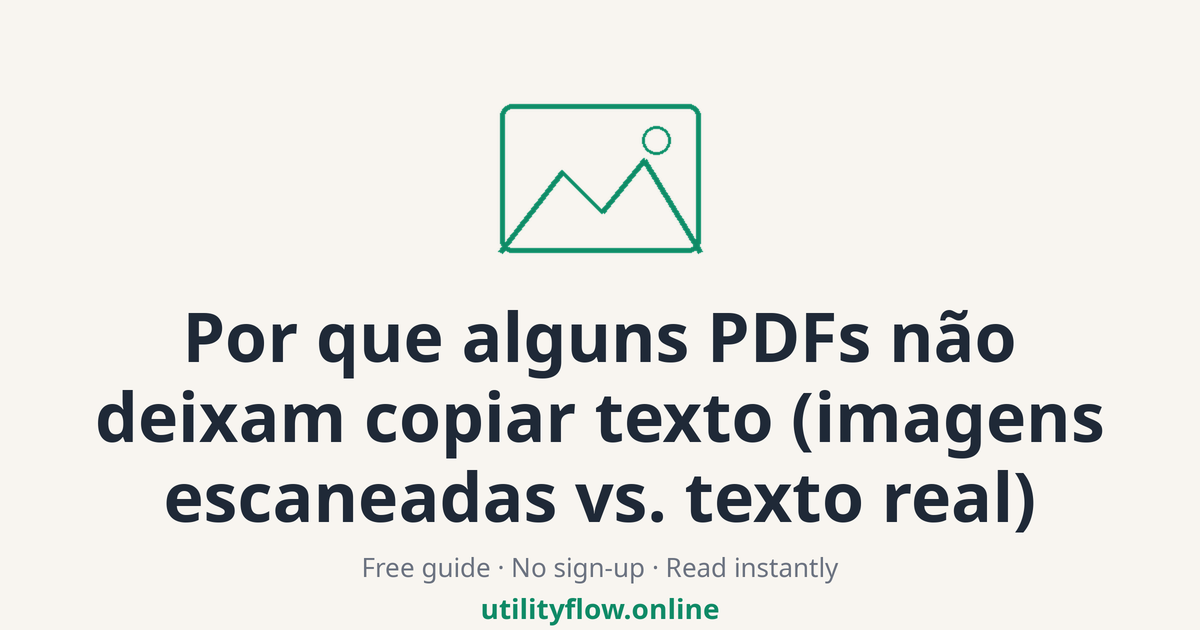 Por que alguns PDFs não
deixam copiar texto (imagens
escaneadas vs. texto real)
Free guide · No sign-up · Read instantly
utilityflow.online